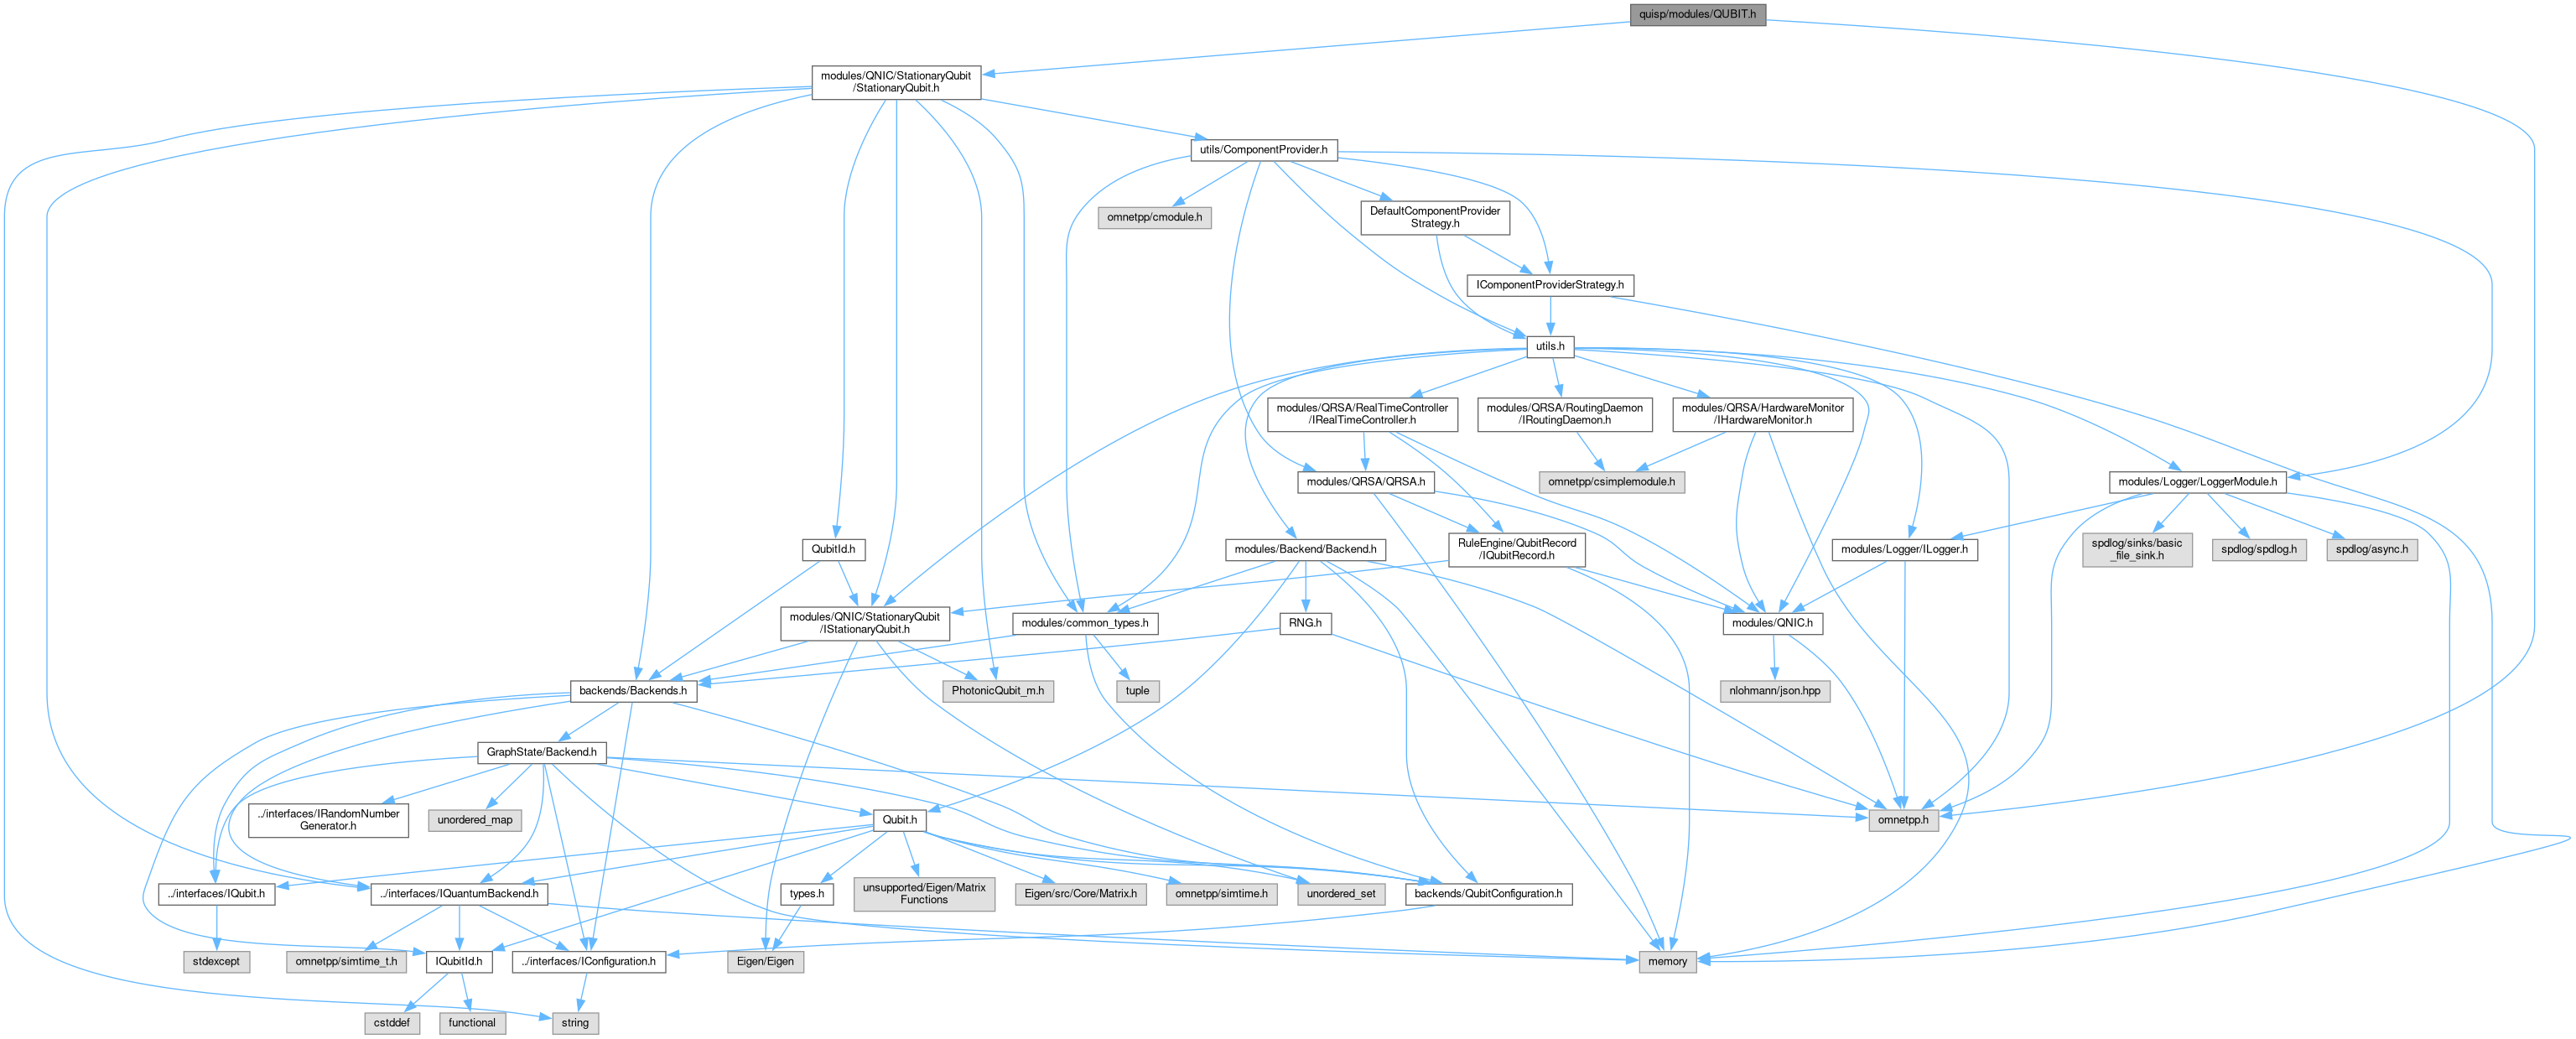 quisp/modules/QUBIT.h
modules/QNIC/StationaryQubit
/StationaryQubit.h
utils/ComponentProvider.h
omnetpp/cmodule.h
DefaultComponentProvider
Strategy.h
IComponentProviderStrategy.h
utils.h
modules/QRSA/RealTimeController
/IRealTimeController.h
modules/QRSA/RoutingDaemon
/IRoutingDaemon.h
modules/QRSA/HardwareMonitor
/IHardwareMonitor.h
modules/QRSA/QRSA.h
omnetpp/csimplemodule.h
modules/Logger/LoggerModule.h
QubitId.h
modules/Backend/Backend.h
RuleEngine/QubitRecord
/IQubitRecord.h
modules/Logger/ILogger.h
spdlog/sinks/basic
_file_sink.h
spdlog/spdlog.h
spdlog/async.h
modules/QNIC/StationaryQubit
/IStationaryQubit.h
modules/common_types.h
RNG.h
modules/QNIC.h
backends/Backends.h
PhotonicQubit_m.h
tuple
nlohmann/json.hpp
GraphState/Backend.h
../interfaces/IRandomNumber
Generator.h
unordered_map
Qubit.h
omnetpp.h
../interfaces/IQubit.h
../interfaces/IQuantumBackend.h
types.h
unsupported/Eigen/Matrix
Functions
Eigen/src/Core/Matrix.h
omnetpp/simtime.h
unordered_set
backends/QubitConfiguration.h
stdexcept
omnetpp/simtime_t.h
IQubitId.h
../interfaces/IConfiguration.h
Eigen/Eigen
memory
cstddef
functional
string